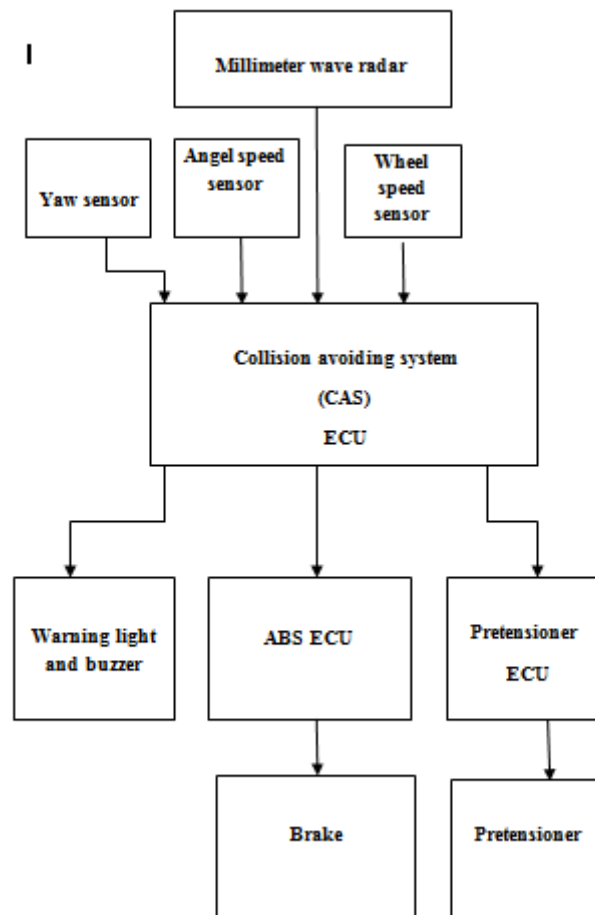 I
Millimeter wave radar
Yaw sensor
Angel speed
sensor
Wheel
speed
sensor
Collision avoiding system
(CAS)
ECU
Warning light
and buzzer
ABS ECU
Pretensioner
ECU
Brake
Pretensioner